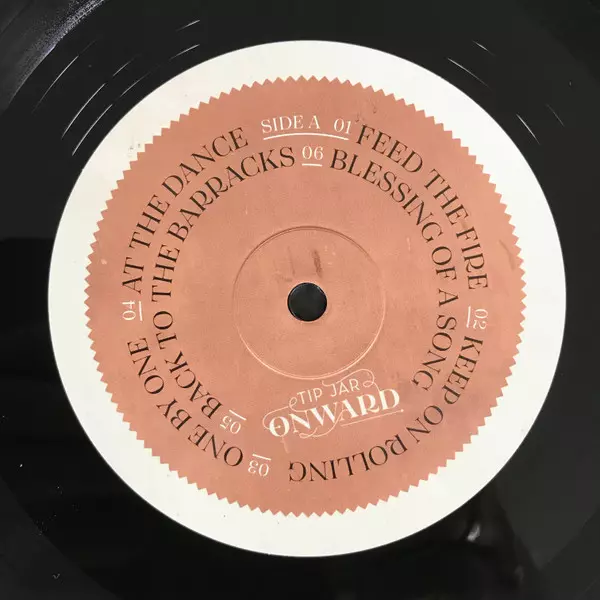 SIDE A
01 FEED THE FIRE
02 KEEP ON ROLLING
03 ONE BY ONE
04 AT THE DANCE
05 BACK TO THE BARRACKS
06 BLESSING OF A SONG
TIP JAR
ONWARD